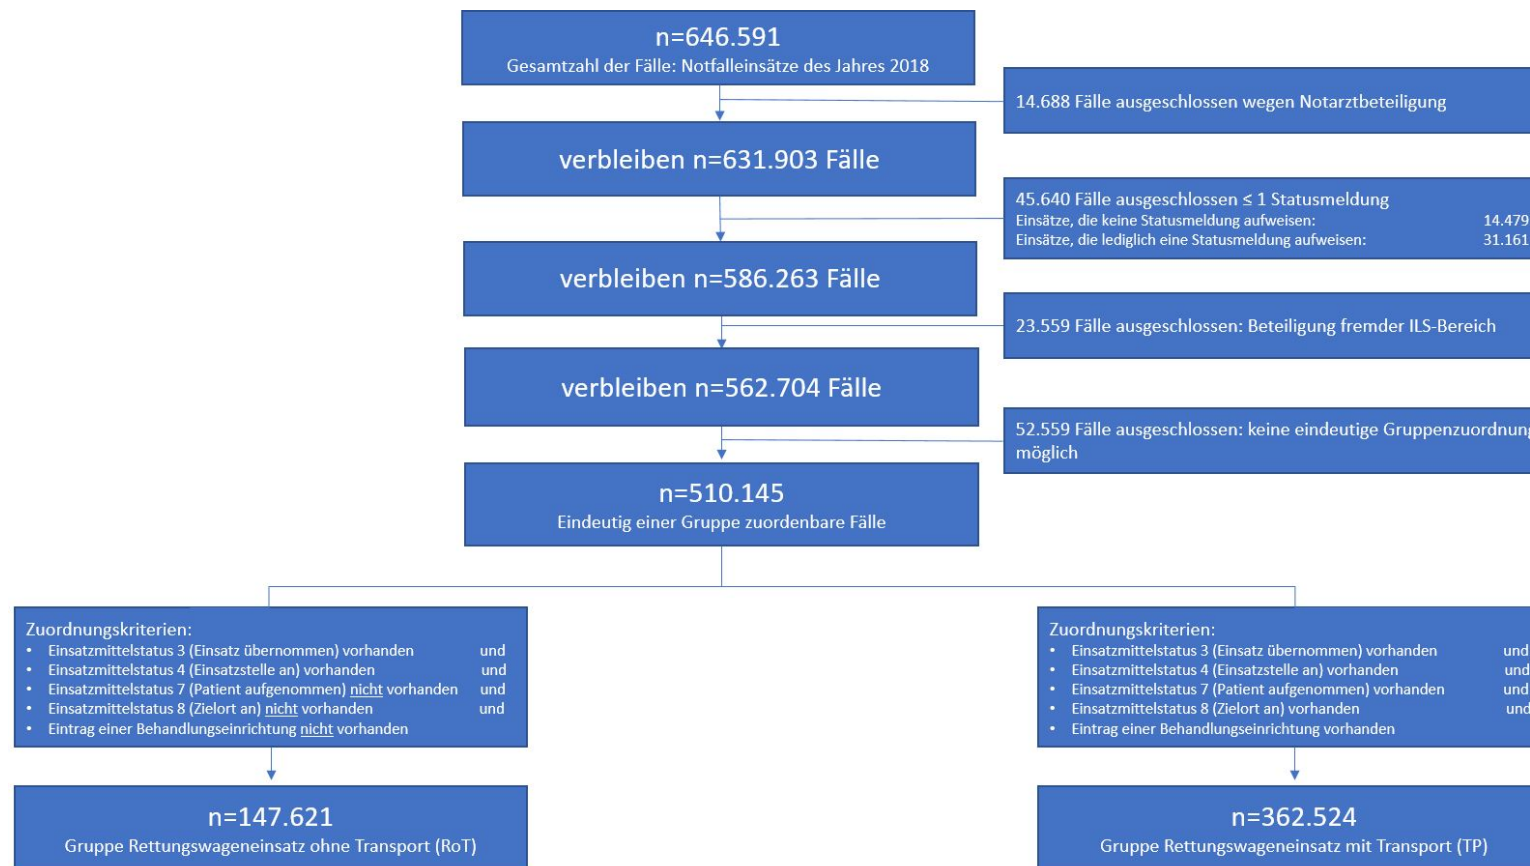 n=646.591
Gesamtzahl der Fälle: Notfalleinsätze des Jahres 2018
14.688 Fälle ausgeschlossen wegen Notarztbeteiligung
verbleiben n=631.903 Fälle
45.640 Fälle ausgeschlossen ≤ 1 Statusmeldung
Einsätze, die keine Statusmeldung aufweisen: 14.479
Einsätze, die lediglich eine Statusmeldung aufweisen: 31.161
verbleiben n=586.263 Fälle
23.559 Fälle ausgeschlossen: Beteiligung fremder ILS-Bereich
verbleiben n=562.704 Fälle
52.559 Fälle ausgeschlossen: keine eindeutige Gruppenzuordnung
möglich
n=510.145
Eindeutig einer Gruppe zuordenbare Fälle
Zuordnungskriterien:
• Einsatzmittelstatus 3 (Einsatz übernommen) vorhanden und
• Einsatzmittelstatus 4 (Einsatzstelle an) vorhanden und
• Einsatzmittelstatus 7 (Patient aufgenommen) nicht vorhanden und
• Einsatzmittelstatus 8 (Zielort an) nicht vorhanden und
• Eintrag einer Behandlungseinrichtung nicht vorhanden
Zuordnungskriterien:
• Einsatzmittelstatus 3 (Einsatz übernommen) vorhanden und
• Einsatzmittelstatus 4 (Einsatzstelle an) vorhanden und
• Einsatzmittelstatus 7 (Patient aufgenommen) vorhanden und
• Einsatzmittelstatus 8 (Zielort an) vorhanden und
• Eintrag einer Behandlungseinrichtung vorhanden
n=147.621
Gruppe Rettungswageneinsatz ohne Transport (RoT)
n=362.524
Gruppe Rettungswageneinsatz mit Transport (TP)